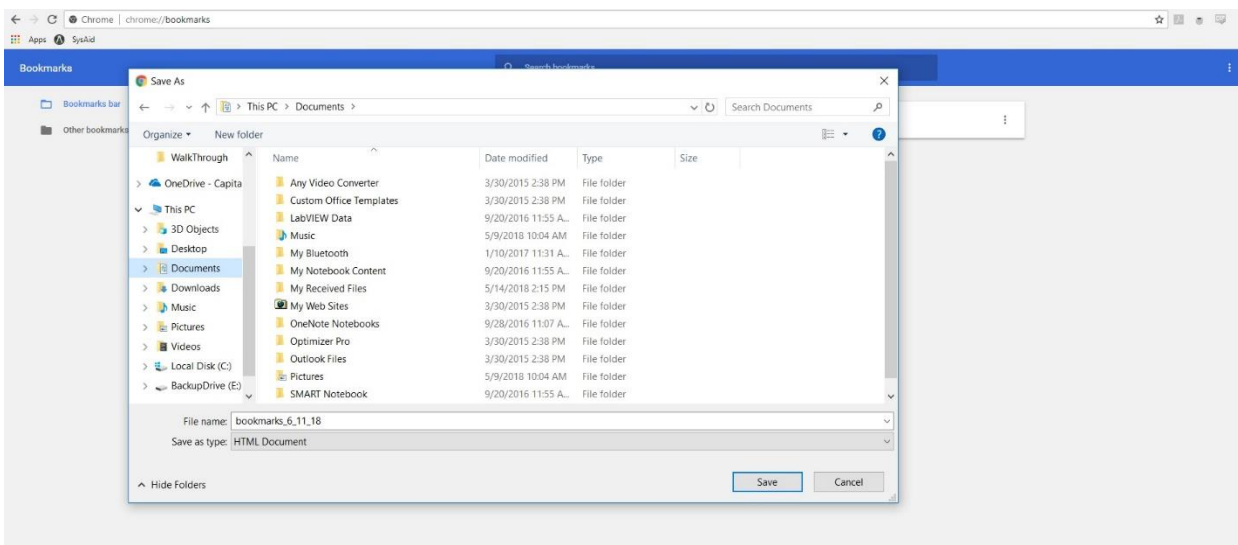 Chrome | chrome://bookmarks
Apps SysAid
Bookmarks
Search bookmarks
Bookmarks bar
Other bookmarks
Save As
This PC > Documents >
Search Documents
Organize New folder
WalkThrough
OneDrive - Capita
This PC
3D Objects
Desktop
Documents
Downloads
Music
Pictures
Videos
Local Disk (C:)
BackupDrive (E:)
Name Date modified Type Size
Any Video Converter 3/30/2015 2:38 PM File folder
Custom Office Templates 3/30/2015 2:38 PM File folder
LabVIEW Data 9/20/2016 11:55 A... File folder
Music 5/9/2018 10:04 AM File folder
My Bluetooth 1/10/2017 11:31 A... File folder
My Notebook Content 9/20/2016 11:55 A... File folder
My Received Files 5/14/2018 2:15 PM File folder
My Web Sites 3/30/2015 2:38 PM File folder
OneNote Notebooks 9/28/2016 11:07 A... File folder
Optimizer Pro 3/30/2015 2:38 PM File folder
Outlook Files 3/30/2015 2:38 PM File folder
Pictures 5/9/2018 10:04 AM File folder
SMART Notebook 9/20/2016 11:55 A... File folder
File name: bookmarks_6_11_18
Save as type: HTML Document
Hide Folders
Save Cancel